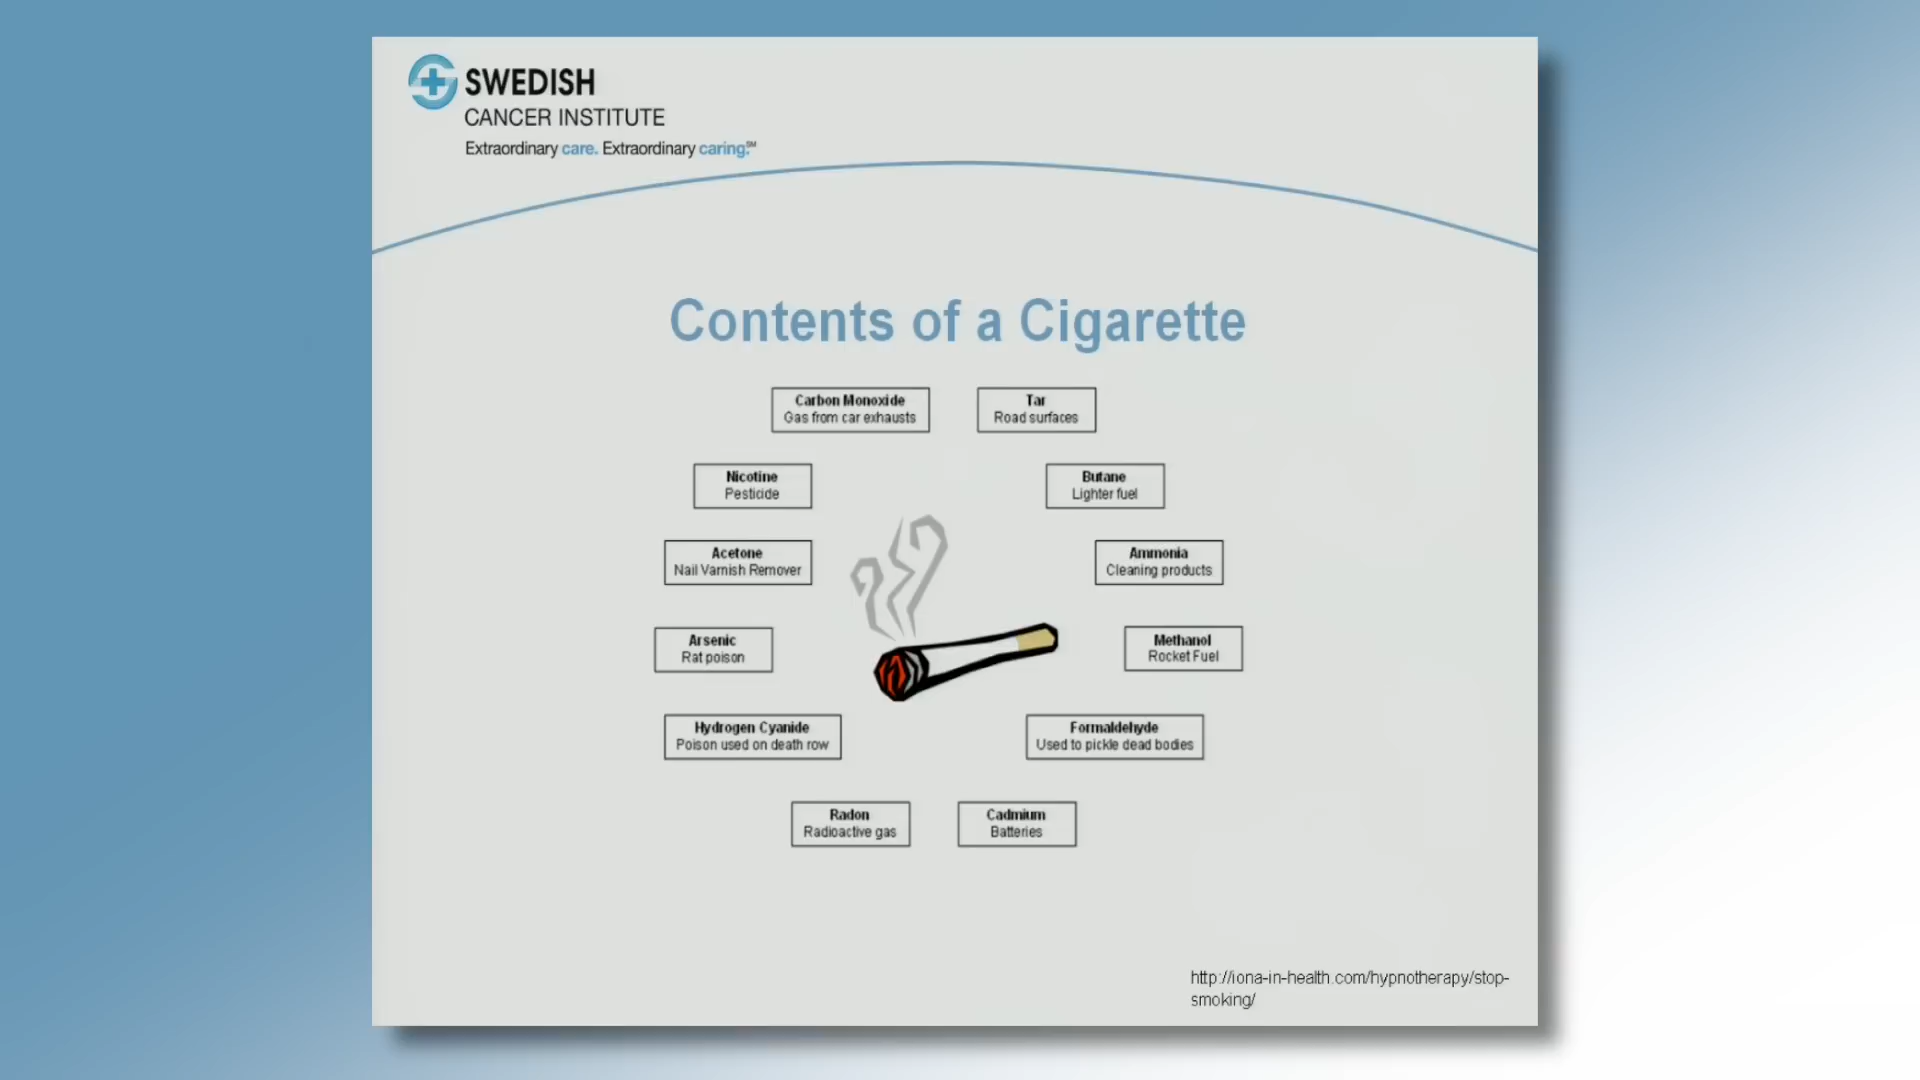 SWEDISH
CANCER INSTITUTE
Extraordinary care. Extraordinary caring.℠
Contents of a Cigarette
Carbon Monoxide
Gas from car exhausts
Tar
Road surfaces
Nicotine
Pesticide
Butane
Lighter fuel
Acetone
Nail Varnish Remover
Ammonia
Cleaning products
Arsenic
Rat poison
Methanol
Rocket Fuel
Hydrogen Cyanide
Poison used on death row
Formaldehyde
Used to pickle dead bodies
Radon
Radioactive gas
Cadmium
Batteries
http://iona-in-health.com/hypnotherapy/stop-
smoking/